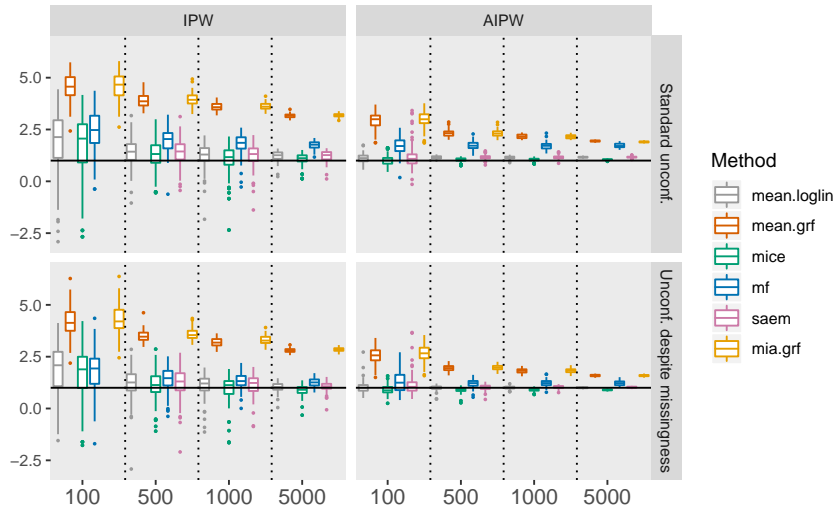 IPW
AIPW
5.0
2.5
0.0
−2.5
Standard unconf.
5.0
2.5
0.0
−2.5
Unconf. despite missingness
100
500
1000
5000
100
500
1000
5000
Method
mean.loglin
mean.grf
mice
mf
saem
mia.grf